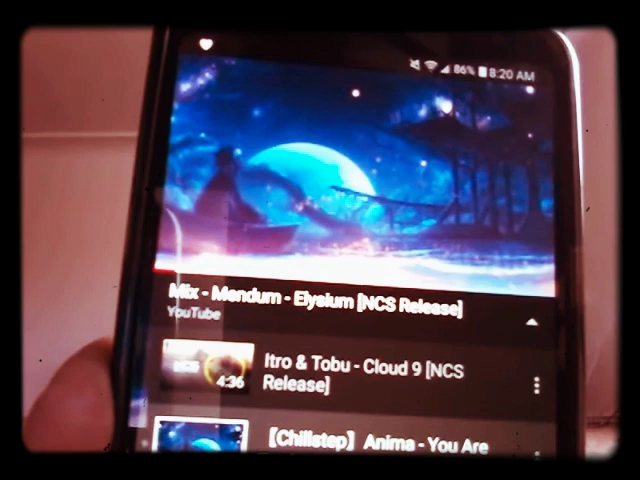 86% 8:20 AM
Mix - Mendum - Elysium [NCS Release]
YouTube
Itro & Tobu - Cloud 9 [NCS
Release]
4:36
【Chillstep】 Anima - You Are